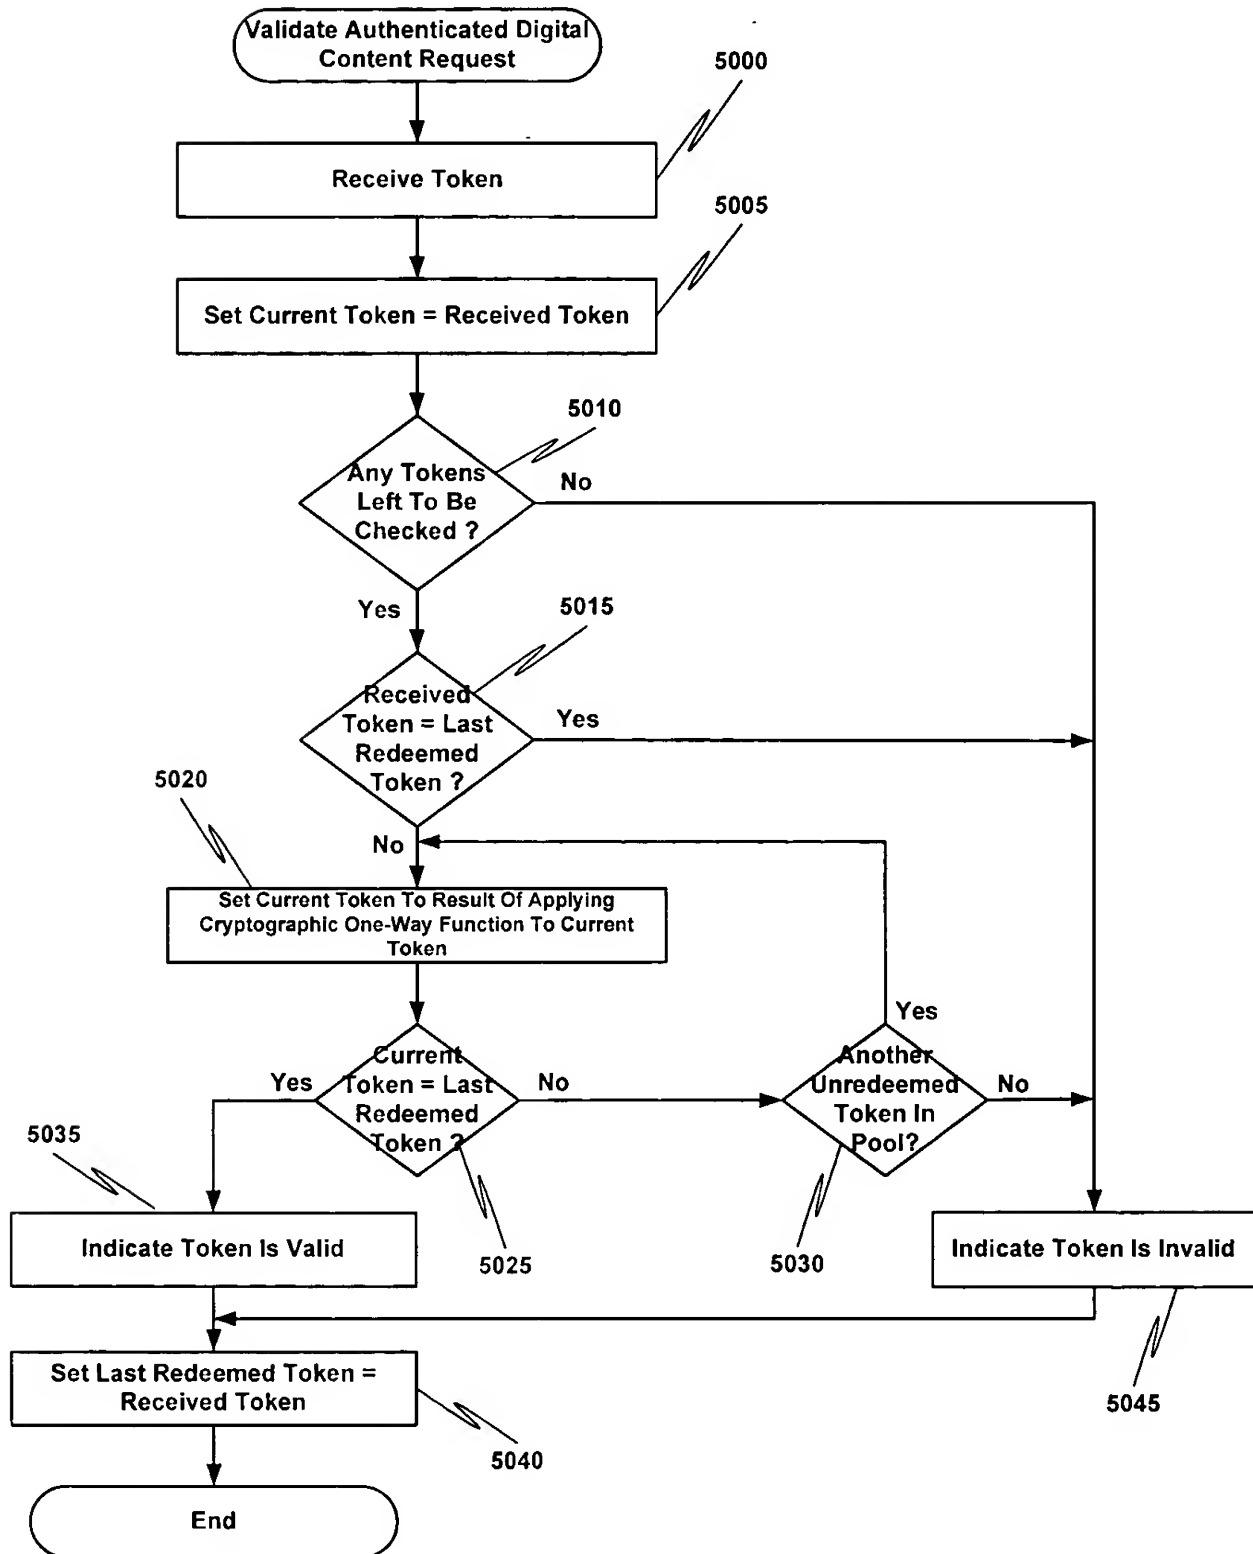 Validate Authenticated Digital
Content Request
5000
Receive Token
5005
Set Current Token = Received Token
5010
Any Tokens
Left To Be
Checked ?
No
Yes
5015
Received
Token = Last
Redeemed
Token ?
Yes
5020
No
Set Current Token To Result Of Applying
Cryptographic One-Way Function To Current
Token
Yes
Current
Token = Last
Redeemed
Token ?
Yes
No
Another
Unredeemed
Token In
Pool?
No
5035
5025
5030
Indicate Token Is Valid
Indicate Token Is Invalid
Set Last Redeemed Token =
Received Token
5045
5040
End